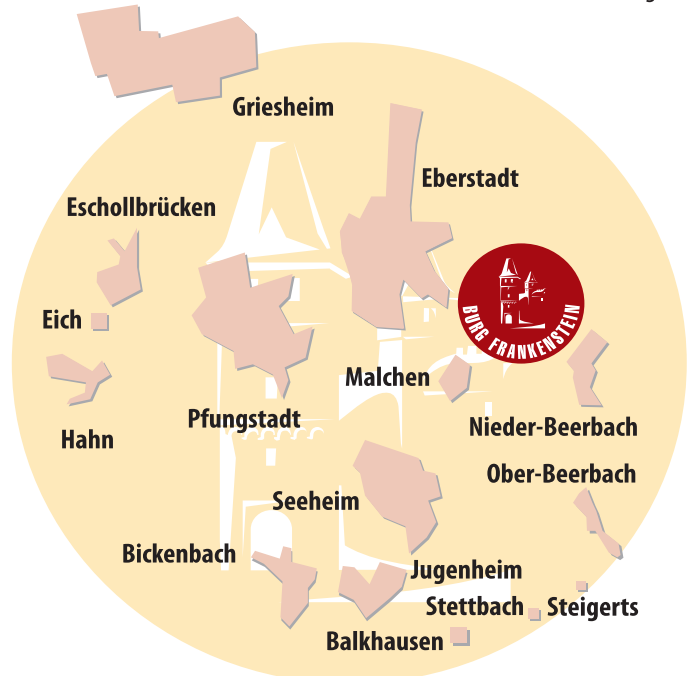 Griesheim
Eberstadt
Eschollbrücken
BURG FRANKENSTEIN
Eich
Malchen
Pfungstadt
Nieder-Beerbach
Hahn
Ober-Beerbach
Seeheim
Bickenbach
Jugenheim
Stettbach
Steigerts
Balkhausen